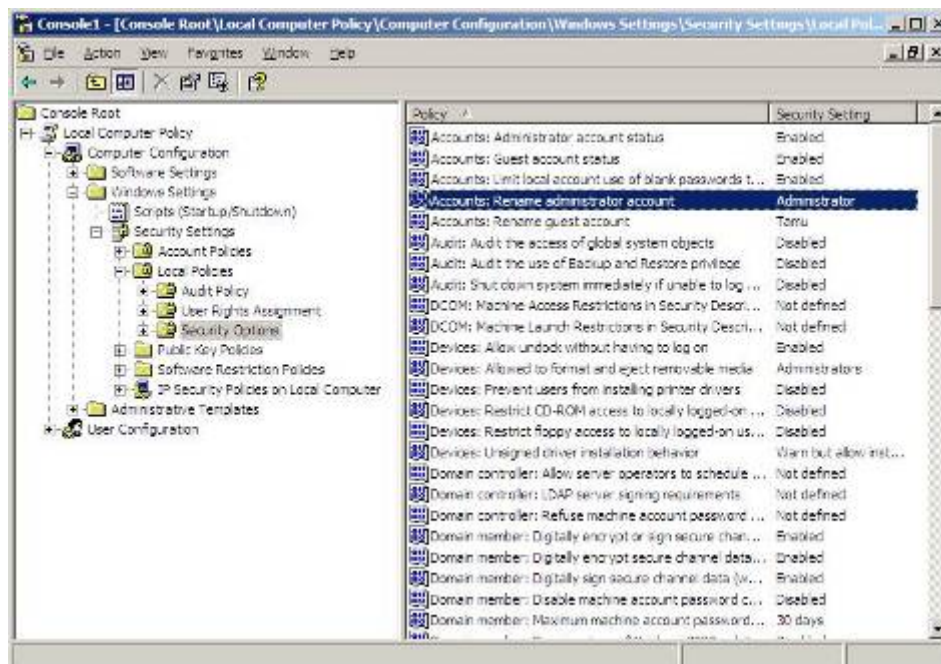 Console1 - [Console Root\Local Computer Policy\Computer Configuration\Windows Settings\Security Settings\Local Pol...
File Action View Favorites Window Help
Console Root
Local Computer Policy
Computer Configuration
Software Settings
Windows Settings
Scripts (Startup/Shutdown)
Security Settings
Account Policies
Local Policies
Audit Policy
User Rights Assignment
Security Options
Public Key Policies
Software Restriction Policies
IP Security Policies on Local Computer
Administrative Templates
User Configuration
Policy Security Setting
Accounts: Administrator account status Enabled
Accounts: Guest account status Enabled
Accounts: Limit local account use of blank passwords t... Enabled
Accounts: Rename administrator account Administrator
Accounts: Rename guest account Tamu
Audit: Audit the access of global system objects Disabled
Audit: Audit the use of Backup and Restore privilege Disabled
Audit: Shut down system immediately if unable to log ... Disabled
DCOM: Machine Access Restrictions in Security Descri... Not defined
DCOM: Machine Launch Restrictions in Security Descri... Not defined
Devices: Allow undock without having to log on Enabled
Devices: Allowed to format and eject removable media Administrators
Devices: Prevent users from installing printer drivers Disabled
Devices: Restrict CD-ROM access to locally logged-on ... Disabled
Devices: Restrict floppy access to locally logged-on us... Disabled
Devices: Unsigned driver installation behavior Warn but allow inst...
Domain controller: Allow server operators to schedule ... Not defined
Domain controller: LDAP server signing requirements Not defined
Domain controller: Refuse machine account password ... Not defined
Domain member: Digitally encrypt or sign secure chan... Enabled
Domain member: Digitally encrypt secure channel data... Enabled
Domain member: Digitally sign secure channel data (w... Enabled
Domain member: Disable machine account password c... Disabled
Domain member: Maximum machine account password... 30 days